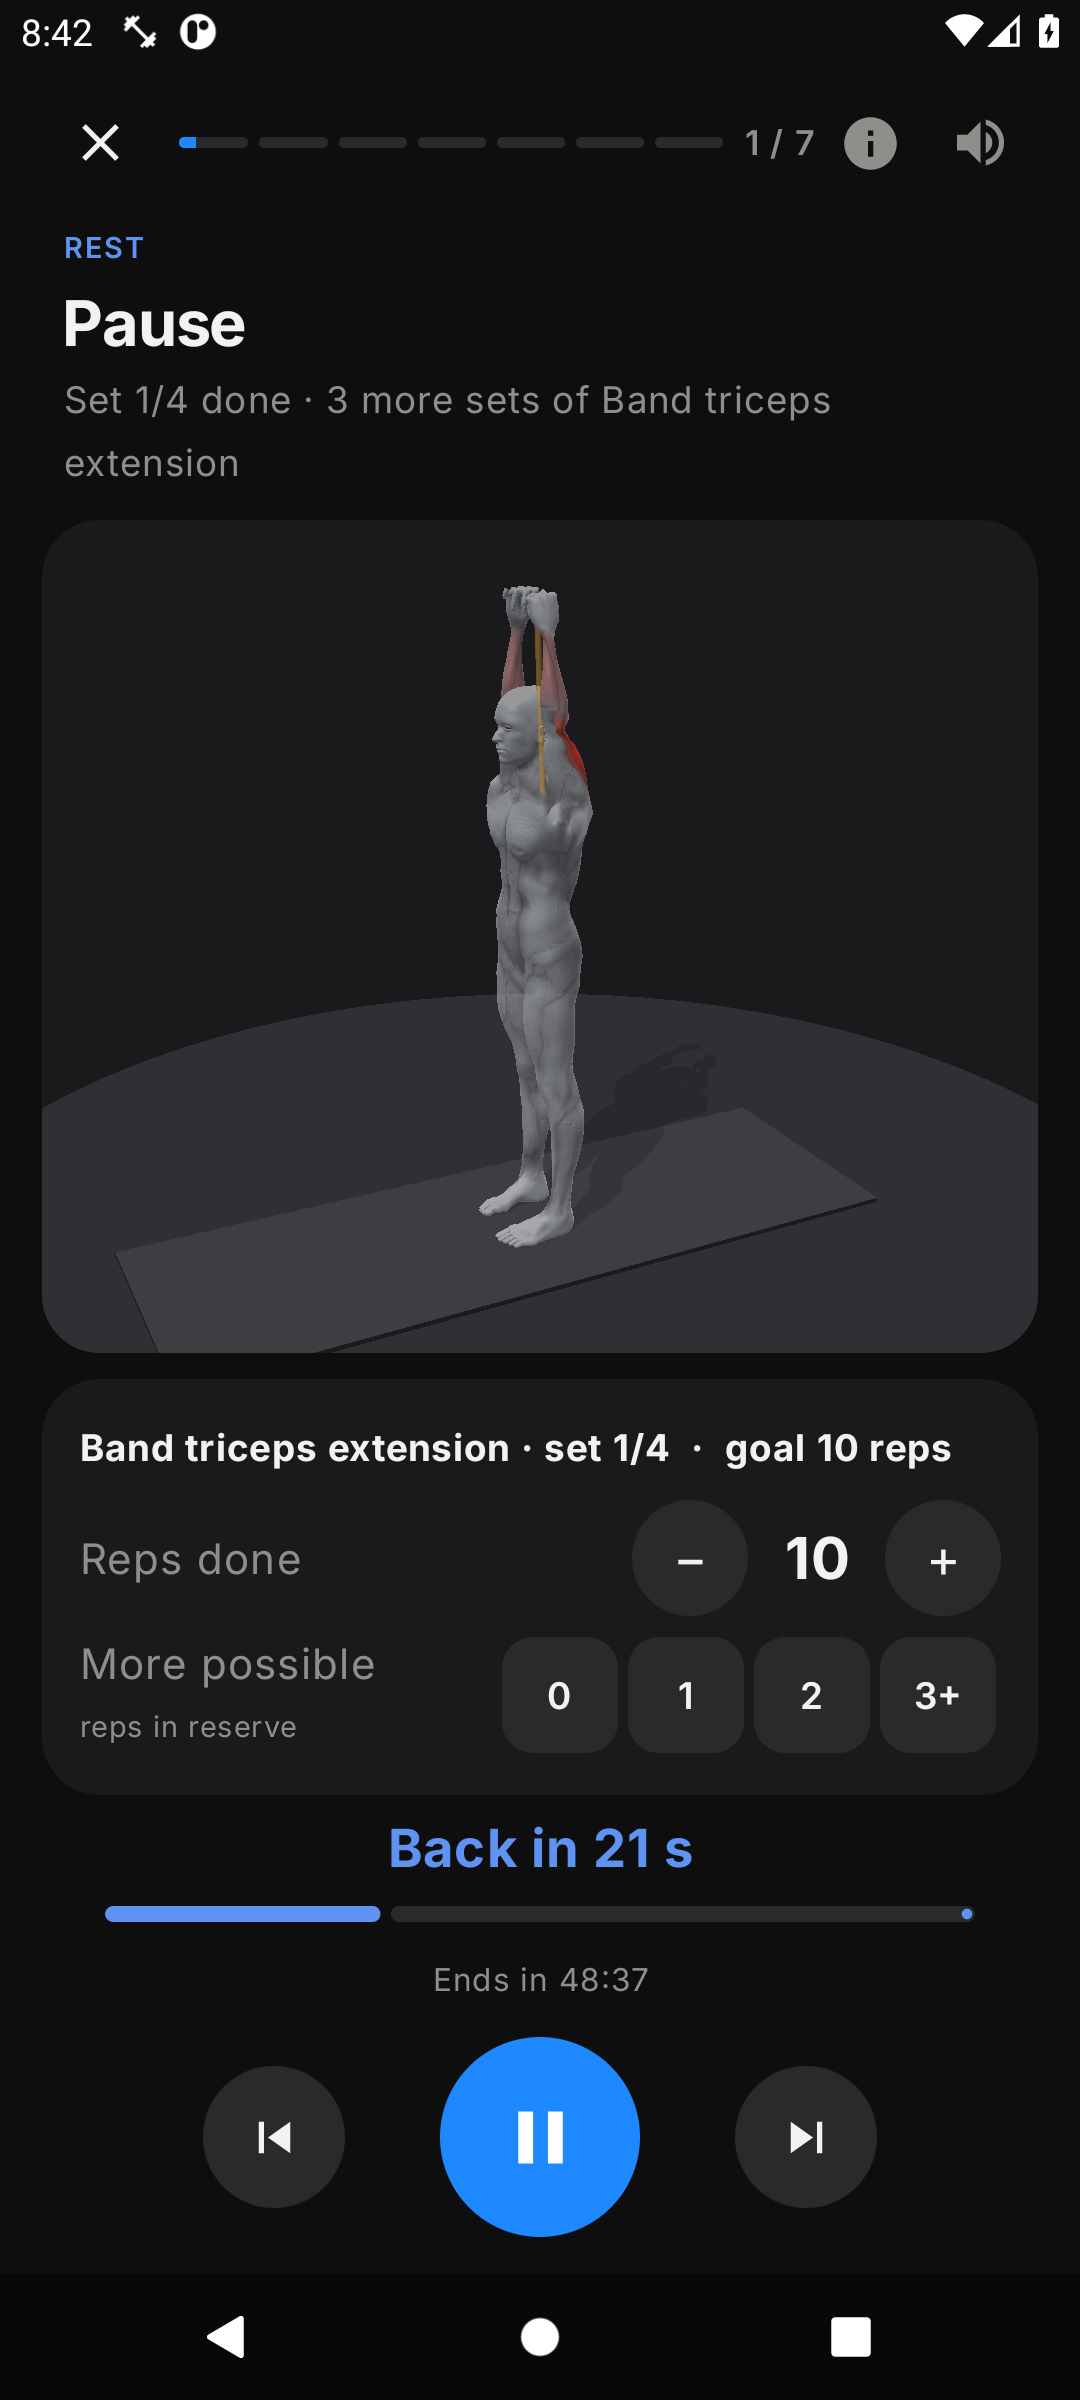 8:42
1 / 7
REST
Pause
Set 1/4 done · 3 more sets of Band triceps
extension
Band triceps extension · set 1/4 · goal 10 reps
Reps done − 10 +
More possible
reps in reserve
0 1 2 3+
Back in 21 s
Ends in 48:37